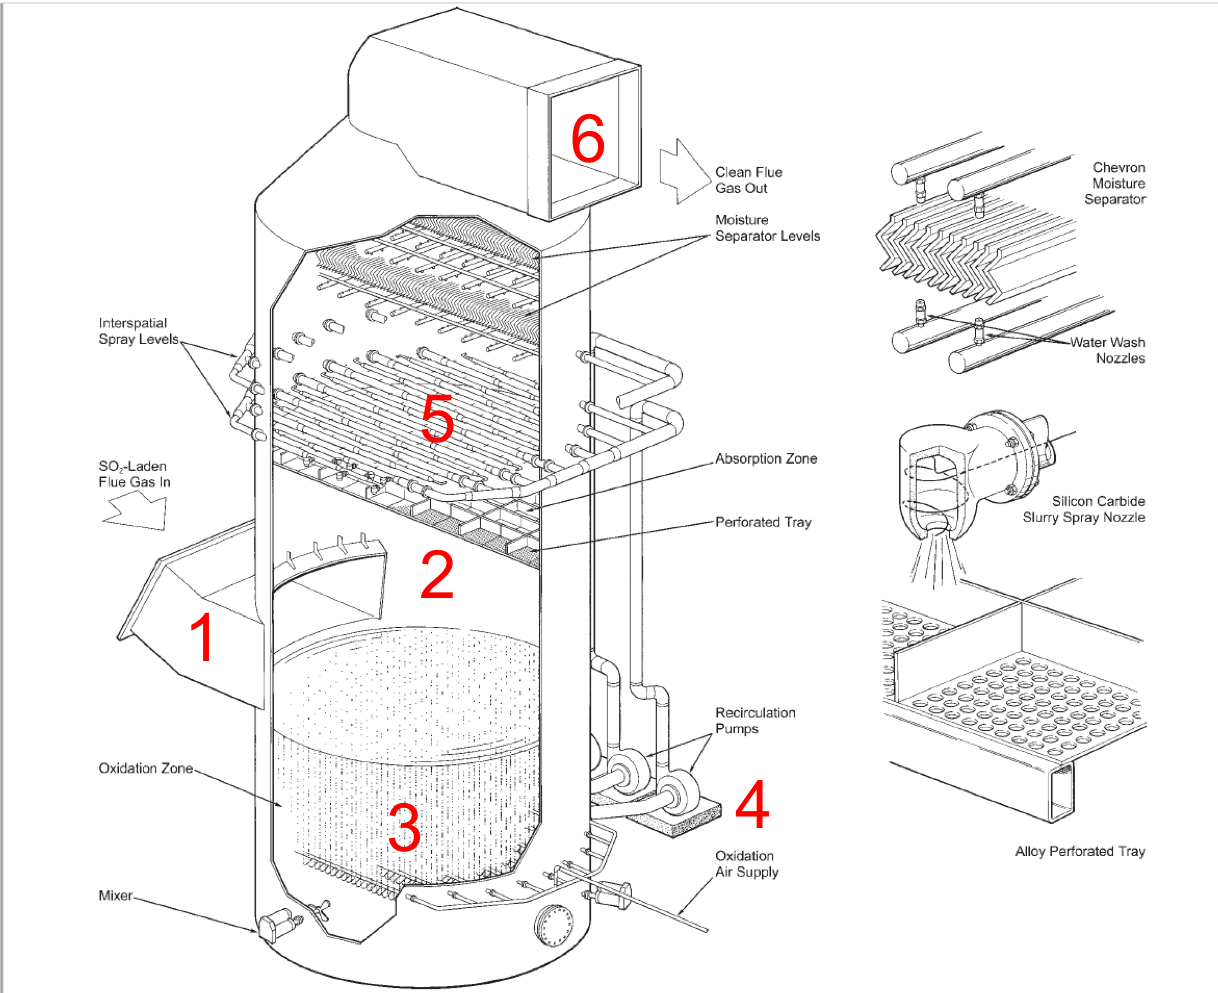 6
Clean Flue
Gas Out
Moisture
Separator Levels
Interspatial
Spray Levels
5
SO₂-Laden
Flue Gas In
Absorption Zone
Perforated Tray
2
1
Recirculation
Pumps
Oxidation Zone
3
4
Oxidation
Air Supply
Mixer
Chevron
Moisture
Separator
Water Wash
Nozzles
Silicon Carbide
Slurry Spray Nozzle
Alloy Perforated Tray